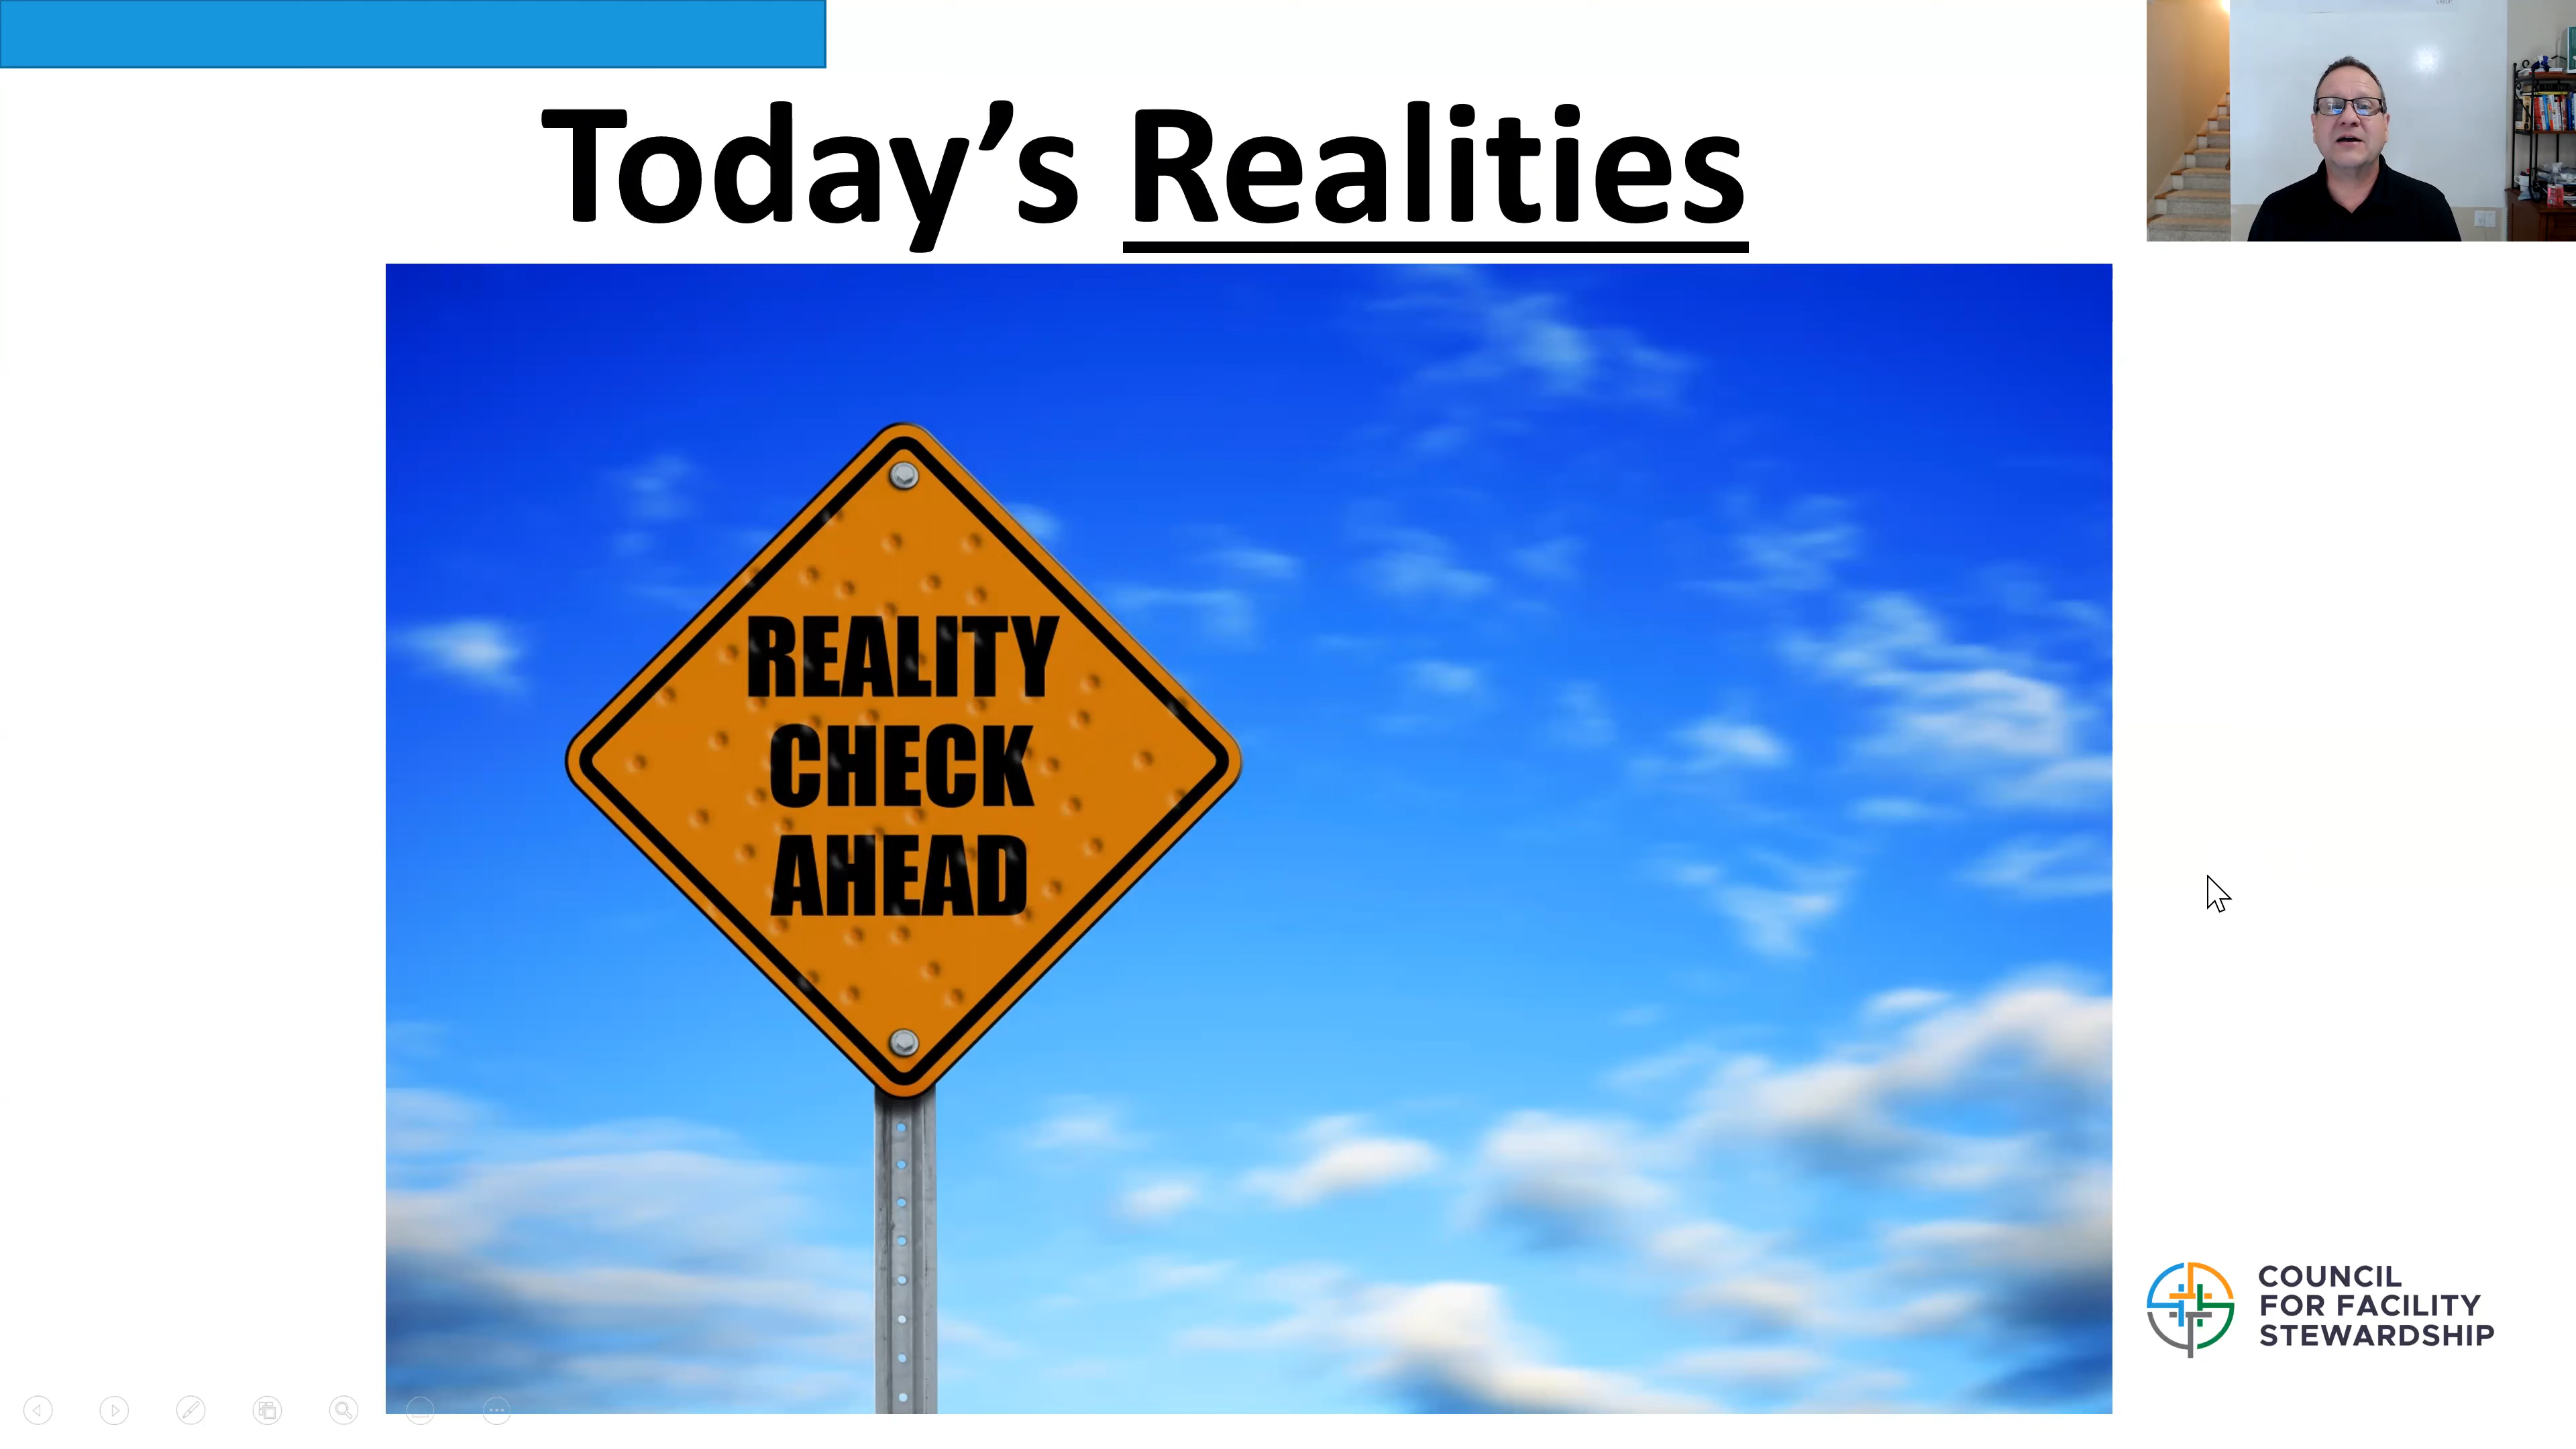 Today’s Realities
REALITY
CHECK
AHEAD
COUNCIL
FOR FACILITY
STEWARDSHIP